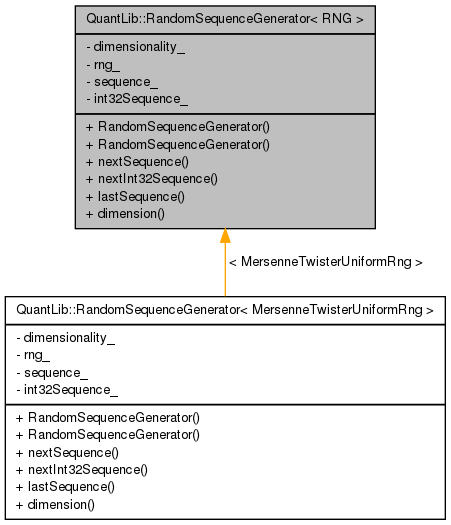 QuantLib::RandomSequenceGenerator< RNG >
- dimensionality_
- rng_
- sequence_
- int32Sequence_
+ RandomSequenceGenerator()
+ RandomSequenceGenerator()
+ nextSequence()
+ nextInt32Sequence()
+ lastSequence()
+ dimension()
< MersenneTwisterUniformRng >
QuantLib::RandomSequenceGenerator< MersenneTwisterUniformRng >
- dimensionality_
- rng_
- sequence_
- int32Sequence_
+ RandomSequenceGenerator()
+ RandomSequenceGenerator()
+ nextSequence()
+ nextInt32Sequence()
+ lastSequence()
+ dimension()